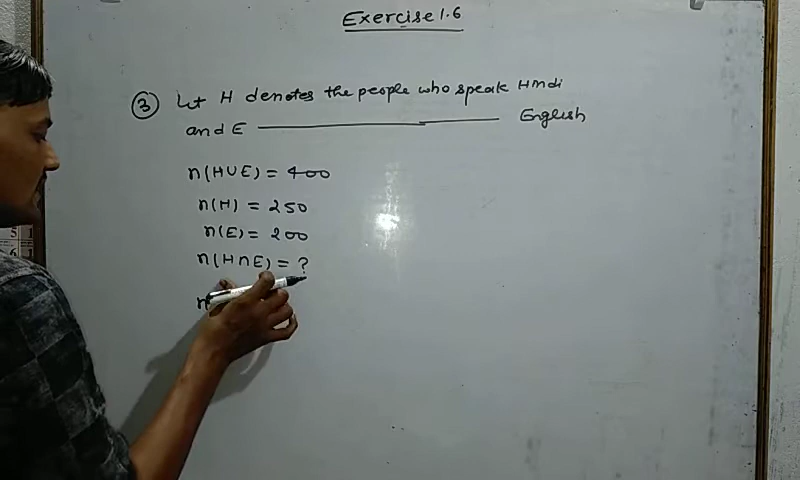 Exercise 1.6
③ Let H denotes the people who speak Hindi
and E ———————— English
n(H∪E) = 400
n(H) = 250
n(E) = 200
n(H∩E) = ?
n